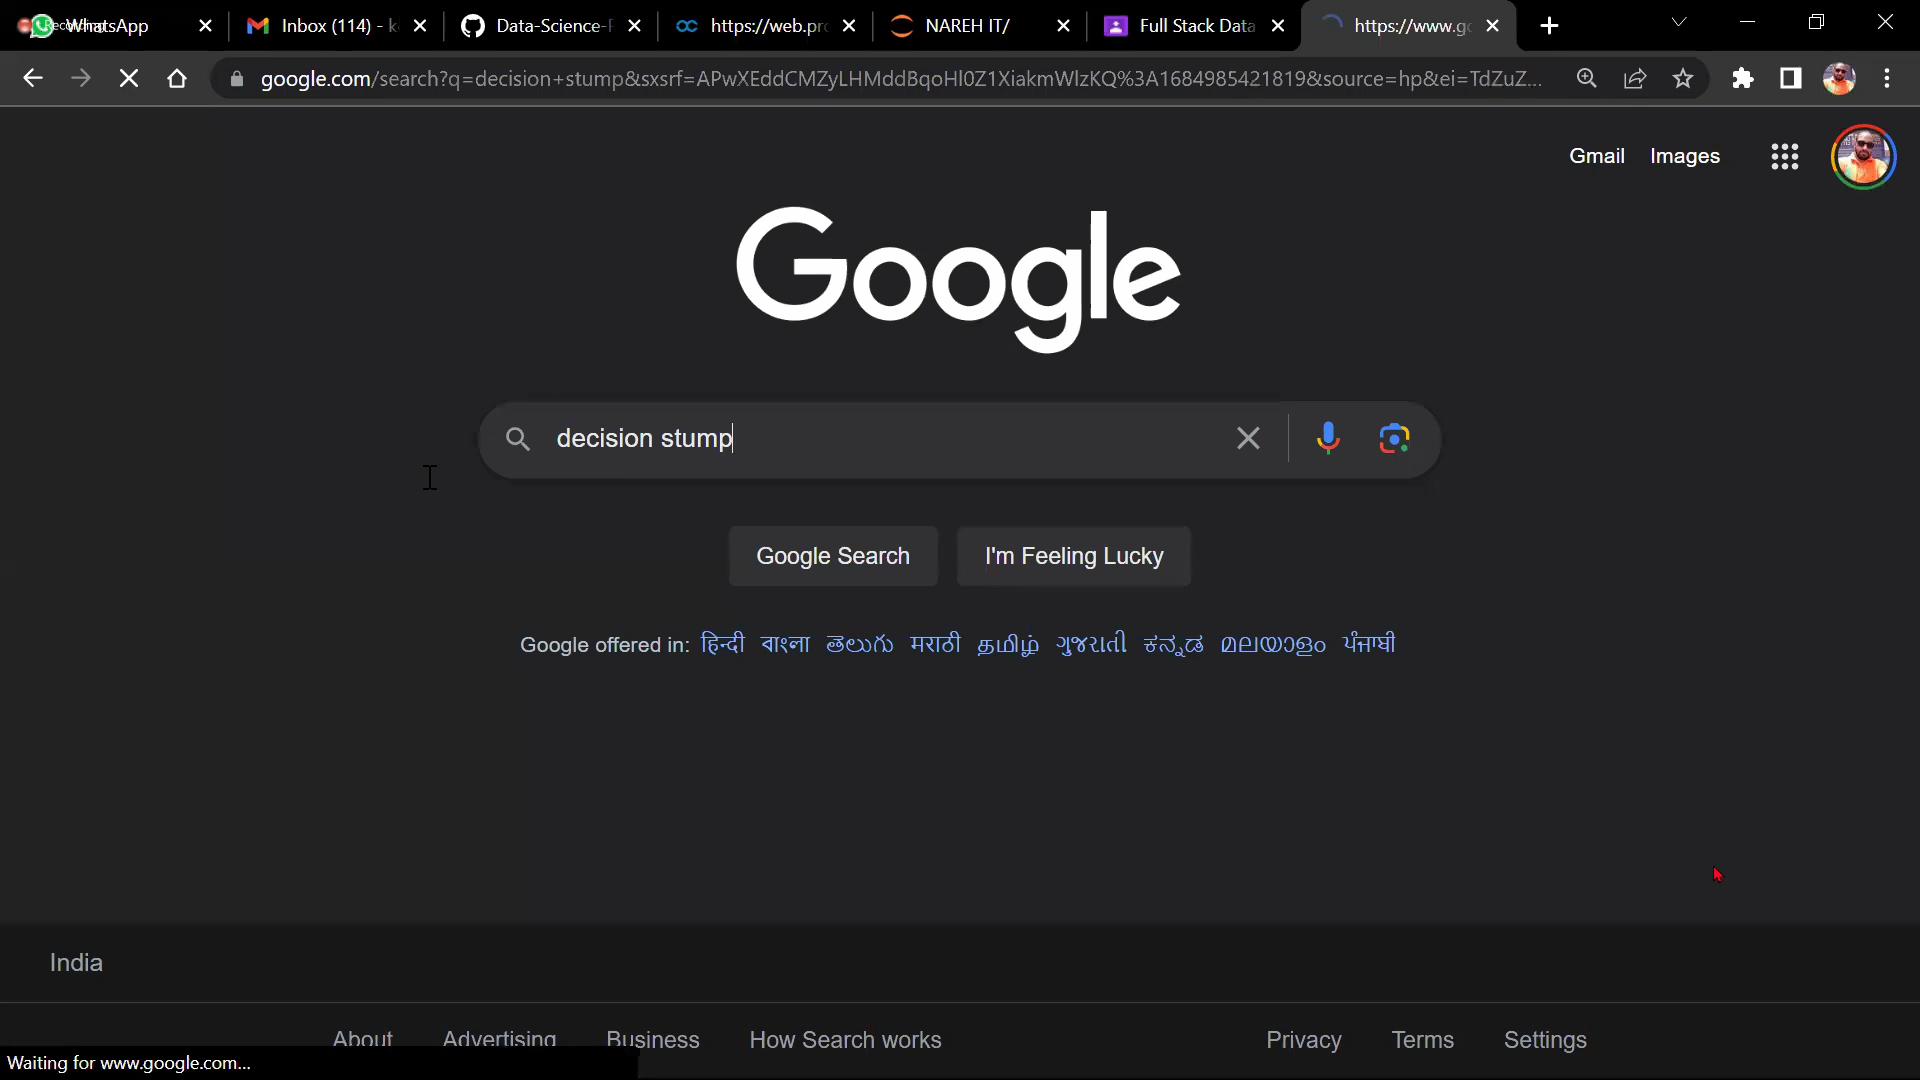 WhatsApp
Inbox (114) - k
Data-Science-F
https://web.pr
NAREH IT/
Full Stack Data
https://www.go
google.com/search?q=decision+stump&sxsrf=APwXEddCMZyLHMddBqoHl0Z1XiakmWlzKQ%3A1684985421819&source=hp&ei=TdZuZ...
Gmail Images
Google
decision stump
Google Search I'm Feeling Lucky
Google offered in: हिन्दी বাংলা తెలుగు मराठी தமிழ் ગુજરાતી ಕನ್ನಡ മലയാളം ਪੰਜਾਬੀ
India
About Advertising Business How Search works Privacy Terms Settings
Waiting for www.google.com...